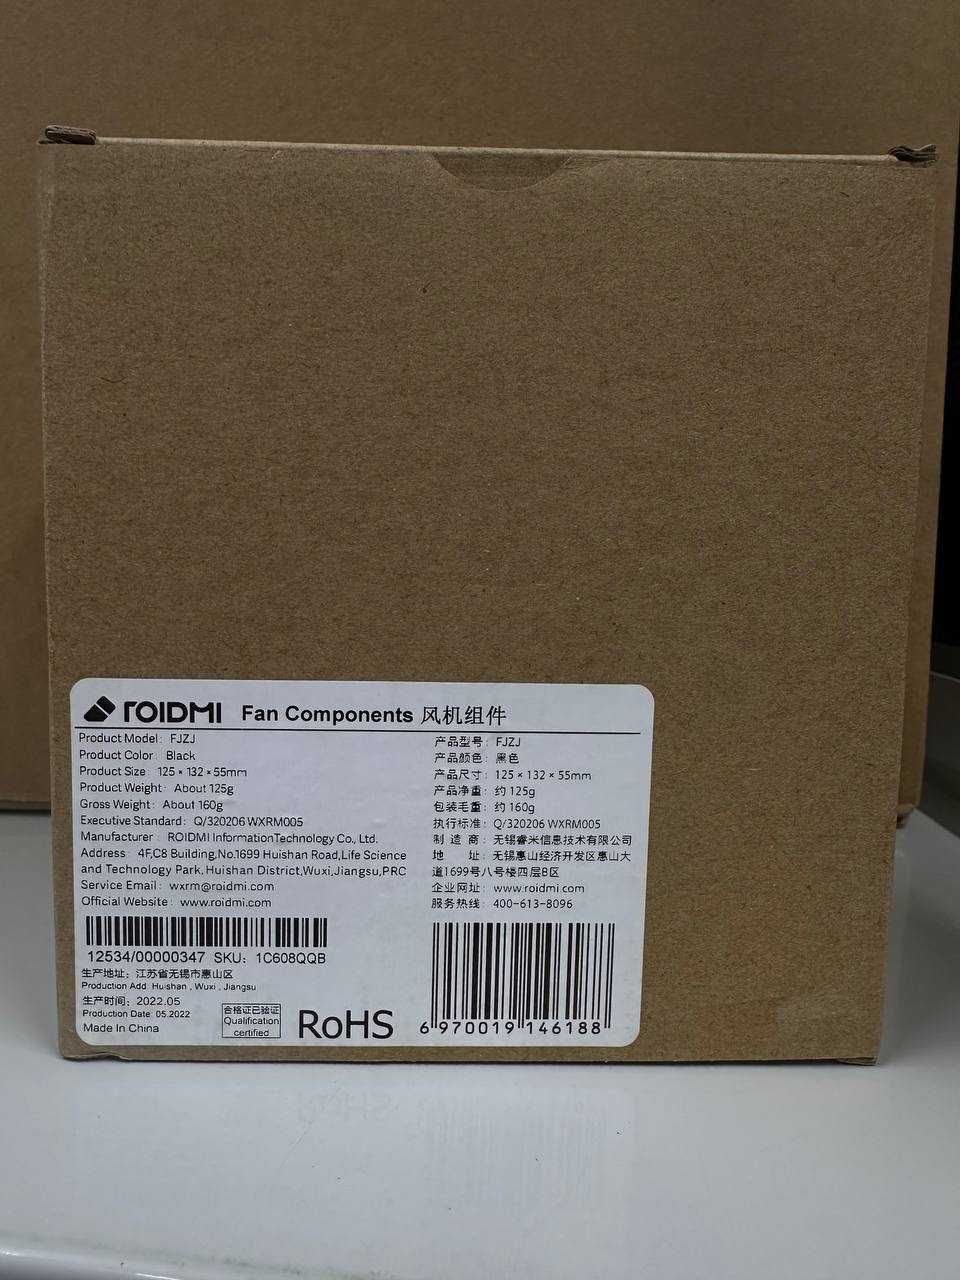 ROIDMI Fan Components 风机组件
Product Model: FJZJ
Product Color: Black
Product Size: 125×132×55mm
Product Weight: About 125g
Gross Weight: About 160g
Executive Standard: Q/320206 WXRM005
Manufacturer: ROIDMI InformationTechnology Co., Ltd.
Address: 4F,C8 Building,No.1699 Huishan Road,Life Science
and Technology Park, Huishan District,Wuxi,Jiangsu,PRC
Service Email: wxrm@roidmi.com
Official Website: www.roidmi.com
12534/00000347 SKU: 1C608QQB
生产地址: 江苏省无锡市惠山区
Production Add: Huishan, Wuxi, Jiangsu
生产时间: 2022.05
Production Date: 05.2022
Made In China
合格证已验证
Qualification
certified
RoHS
产品型号: FJZJ
产品颜色: 黑色
产品尺寸: 125×132×55mm
产品净重: 约125g
包装毛重: 约160g
执行标准: Q/320206 WXRM005
制造商: 无锡睿米信息技术有限公司
地址: 无锡惠山经济开发区惠山大
道1699号八号楼四层B区
企业网址: www.roidmi.com
服务热线: 400-613-8096
6 970019 146188